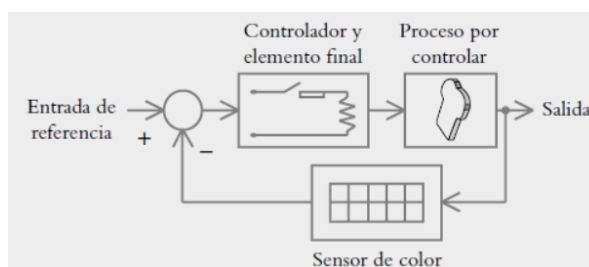 Controlador y
elemento final
Proceso por
controlar
Entrada de
referencia
+
−
Salida
Sensor de color